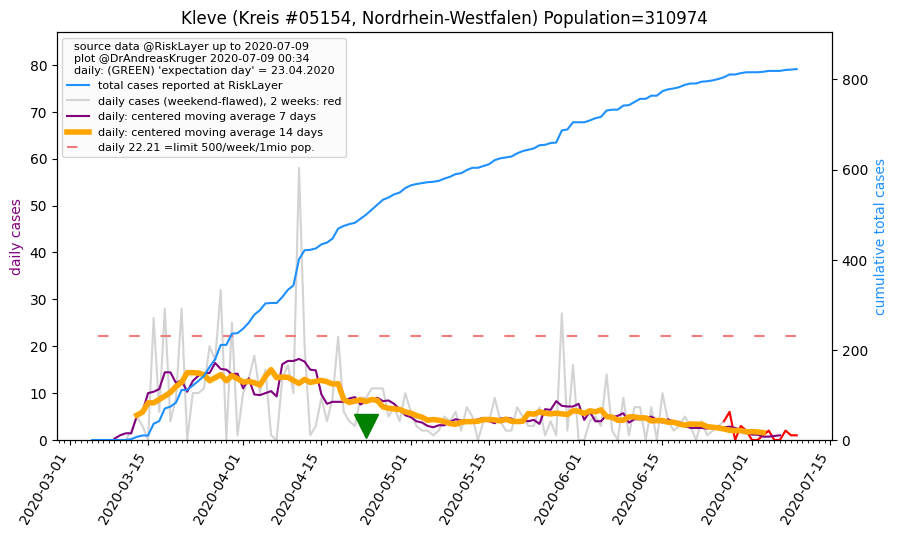 Kleve (Kreis #05154, Nordrhein-Westfalen) Population=310974
source data @RiskLayer up to 2020-07-09
plot @DrAndreasKruger 2020-07-09 00:34
daily: (GREEN) 'expectation day' = 23.04.2020
total cases reported at RiskLayer
daily cases (weekend-flawed), 2 weeks: red
daily: centered moving average 7 days
daily: centered moving average 14 days
daily 22.21 =limit 500/week/1mio pop.
daily cases
80
70
60
50
40
30
20
10
0
cumulative total cases
800
600
400
200
0
2020-03-01
2020-03-15
2020-04-01
2020-04-15
2020-05-01
2020-05-15
2020-06-01
2020-06-15
2020-07-01
2020-07-15